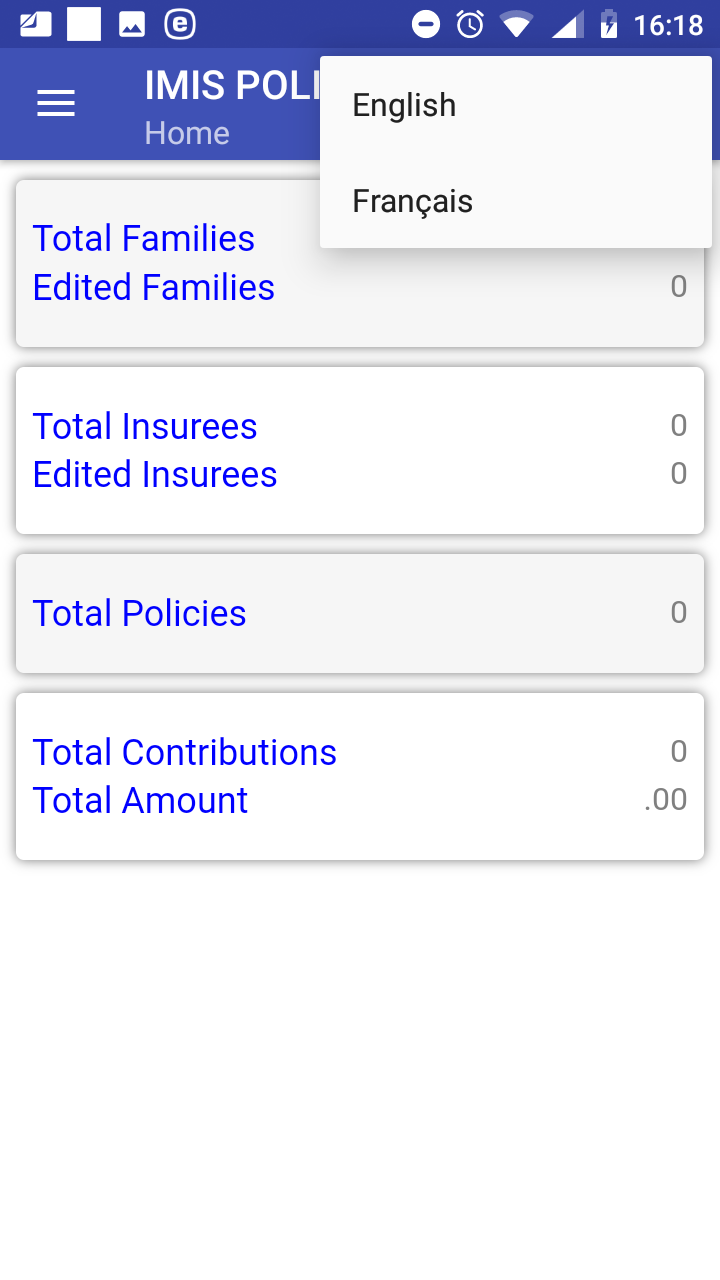 16:18
IMIS POLI
Home
English
Français
Total Families
Edited Families 0
Total Insurees 0
Edited Insurees 0
Total Policies 0
Total Contributions 0
Total Amount .00